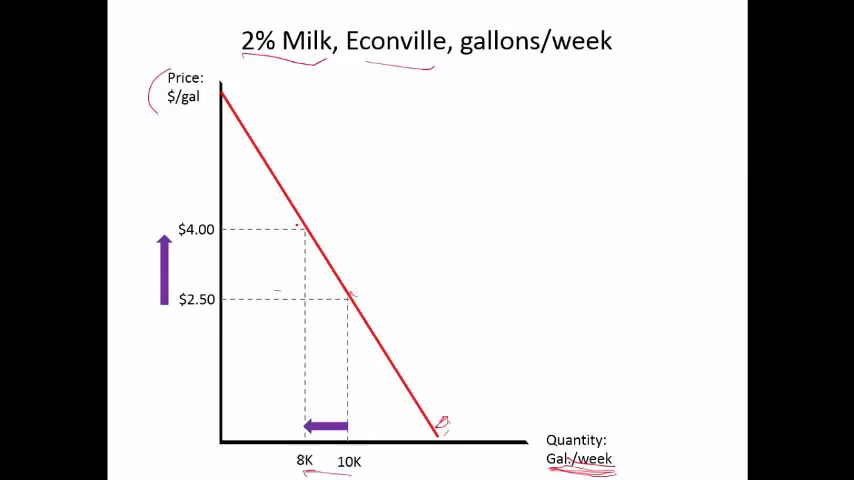 2% Milk, Econville, gallons/week
Price:
$/gal
$4.00
$2.50
8K
10K
Quantity:
Gal./week